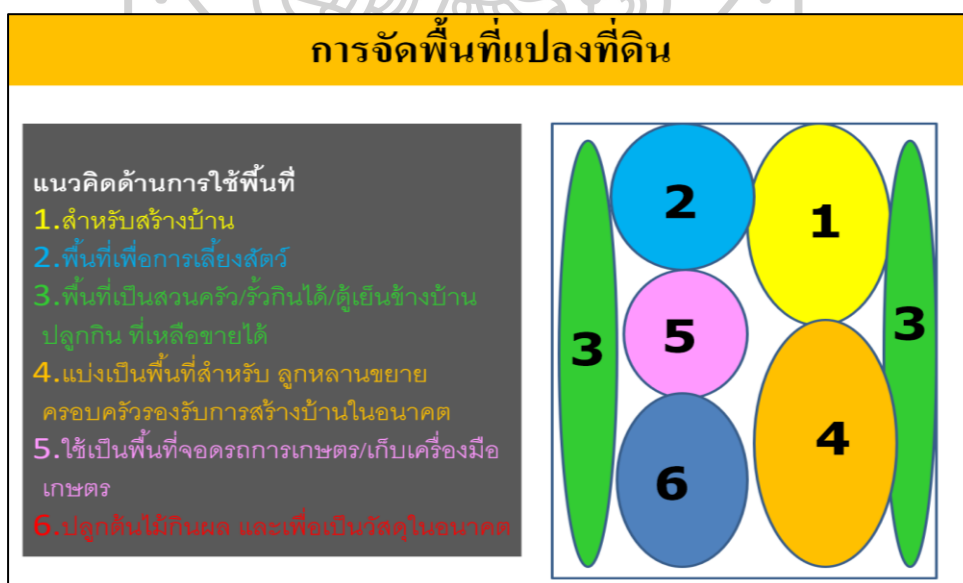 การจัดพื้นที่แปลงที่ดิน
แนวคิดด้านการใช้พื้นที่
1.สำหรับสร้างบ้าน
2.พื้นที่เพื่อการเลี้ยงสัตว์
3.พื้นที่เป็นสวนครัว/รั้วกินได้/ตู้เย็นข้างบ้าน
ปลูกกิน ที่เหลือขายได้
4.แบ่งเป็นพื้นที่สำหรับ ลูกหลานขยาย
ครอบครัวรองรับการสร้างบ้านในอนาคต
5.ใช้เป็นพื้นที่จอดรถการเกษตร/เก็บเครื่องมือ
เกษตร
6.ปลูกต้นไม้กินผล และเพื่อเป็นวัสดุในอนาคต
2
1
3
5
3
4
6